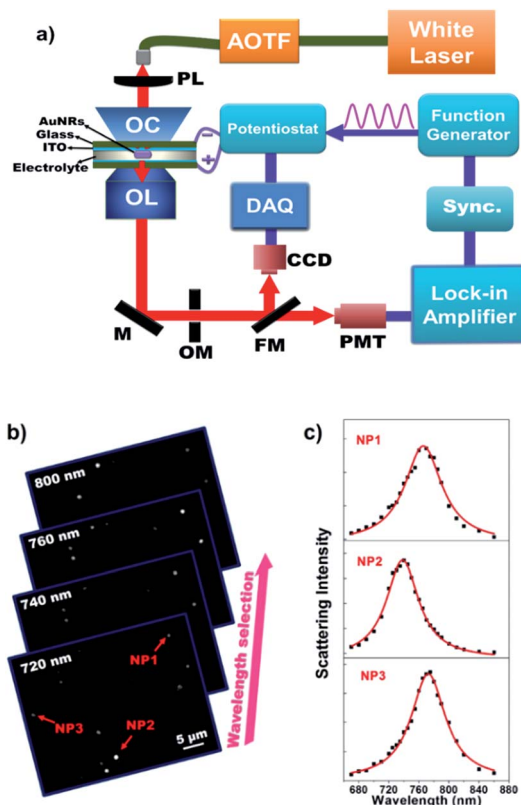 a)
AOTF
White
Laser
PL
OC
AuNRs
Glass
ITO
Electrolyte
OL
Potentiostat
Function
Generator
DAQ
Sync.
CCD
Lock-in
Amplifier
M
OM
FM
PMT
b)
800 nm
760 nm
740 nm
720 nm
NP1
NP3
NP2
5 µm
Wavelength selection
c)
NP1
NP2
NP3
Scattering Intensity
680 720 760 800 840 880
Wavelength (nm)